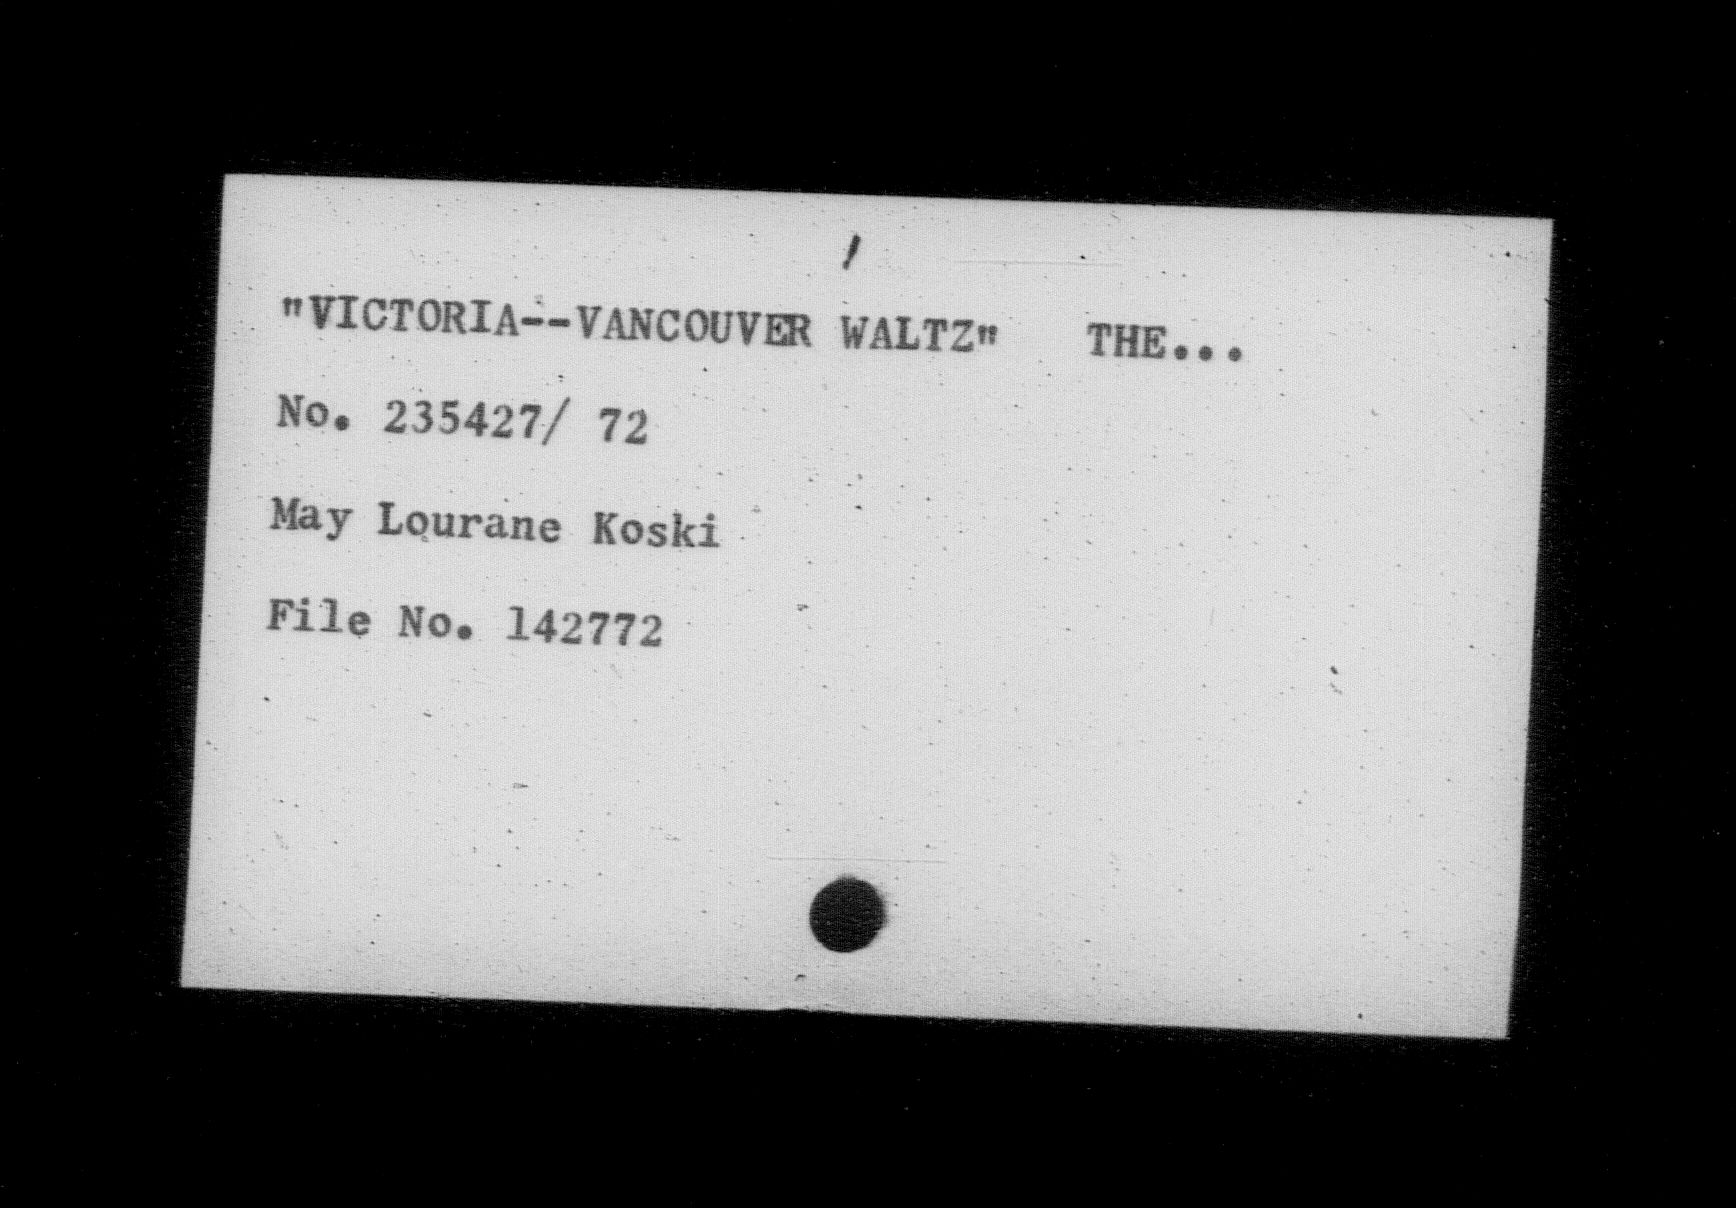 "VICTORIA--VANCOUVER WALTZ" THE...
No. 235427/ 72
May Lourane Koski
File No. 142772